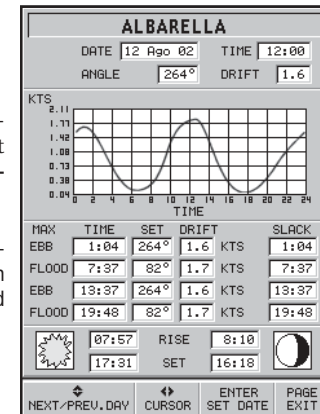 ALBARELLA
DATE 12 Ago 02 TIME 12:00
ANGLE 264° DRIFT 1.6
KTS
2.11
1.77
1.42
1.08
0.73
0.38
0.04
0 2 4 6 8 10 12 14 16 18 20 22 24
TIME
MAX TIME SET DRIFT SLACK
EBB 1:04 264° 1.6 KTS 1:04
FLOOD 7:37 82° 1.7 KTS 7:37
EBB 13:37 264° 1.6 KTS 13:37
FLOOD 19:48 82° 1.7 KTS 19:48
07:57 RISE 8:10
17:31 SET 16:18
NEXT/PREV.DAY CURSOR ENTER SET DATE PAGE EXIT